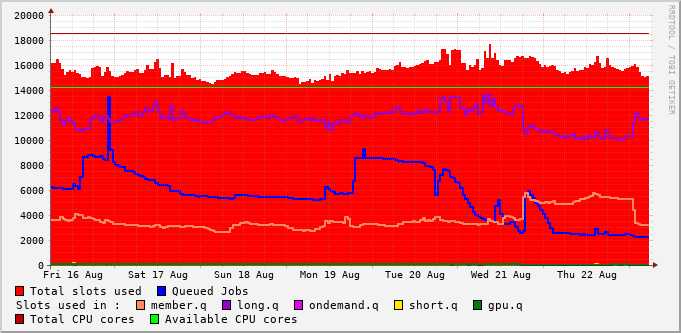 20000
18000
16000
14000
12000
10000
8000
6000
4000
2000
0
Fri 16 Aug Sat 17 Aug Sun 18 Aug Mon 19 Aug Tue 20 Aug Wed 21 Aug Thu 22 Aug
RRDTOOL / TOBI OETIKER
Total slots used Queued Jobs
Slots used in : member.q long.q ondemand.q short.q gpu.q
Total CPU cores Available CPU cores